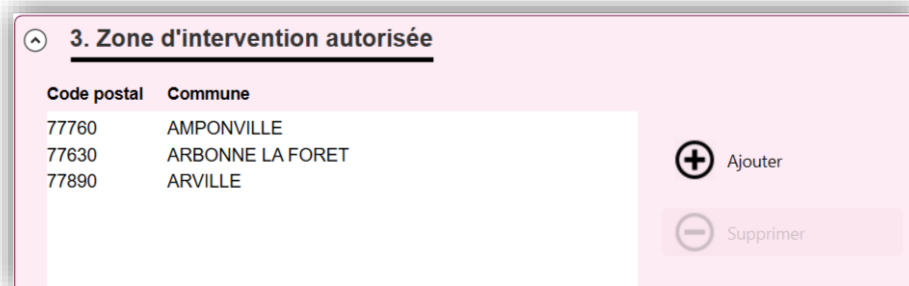 3. Zone d'intervention autorisée
Code postal Commune
77760 AMPONVILLE
77630 ARBONNE LA FORET
77890 ARVILLE
Ajouter
Supprimer